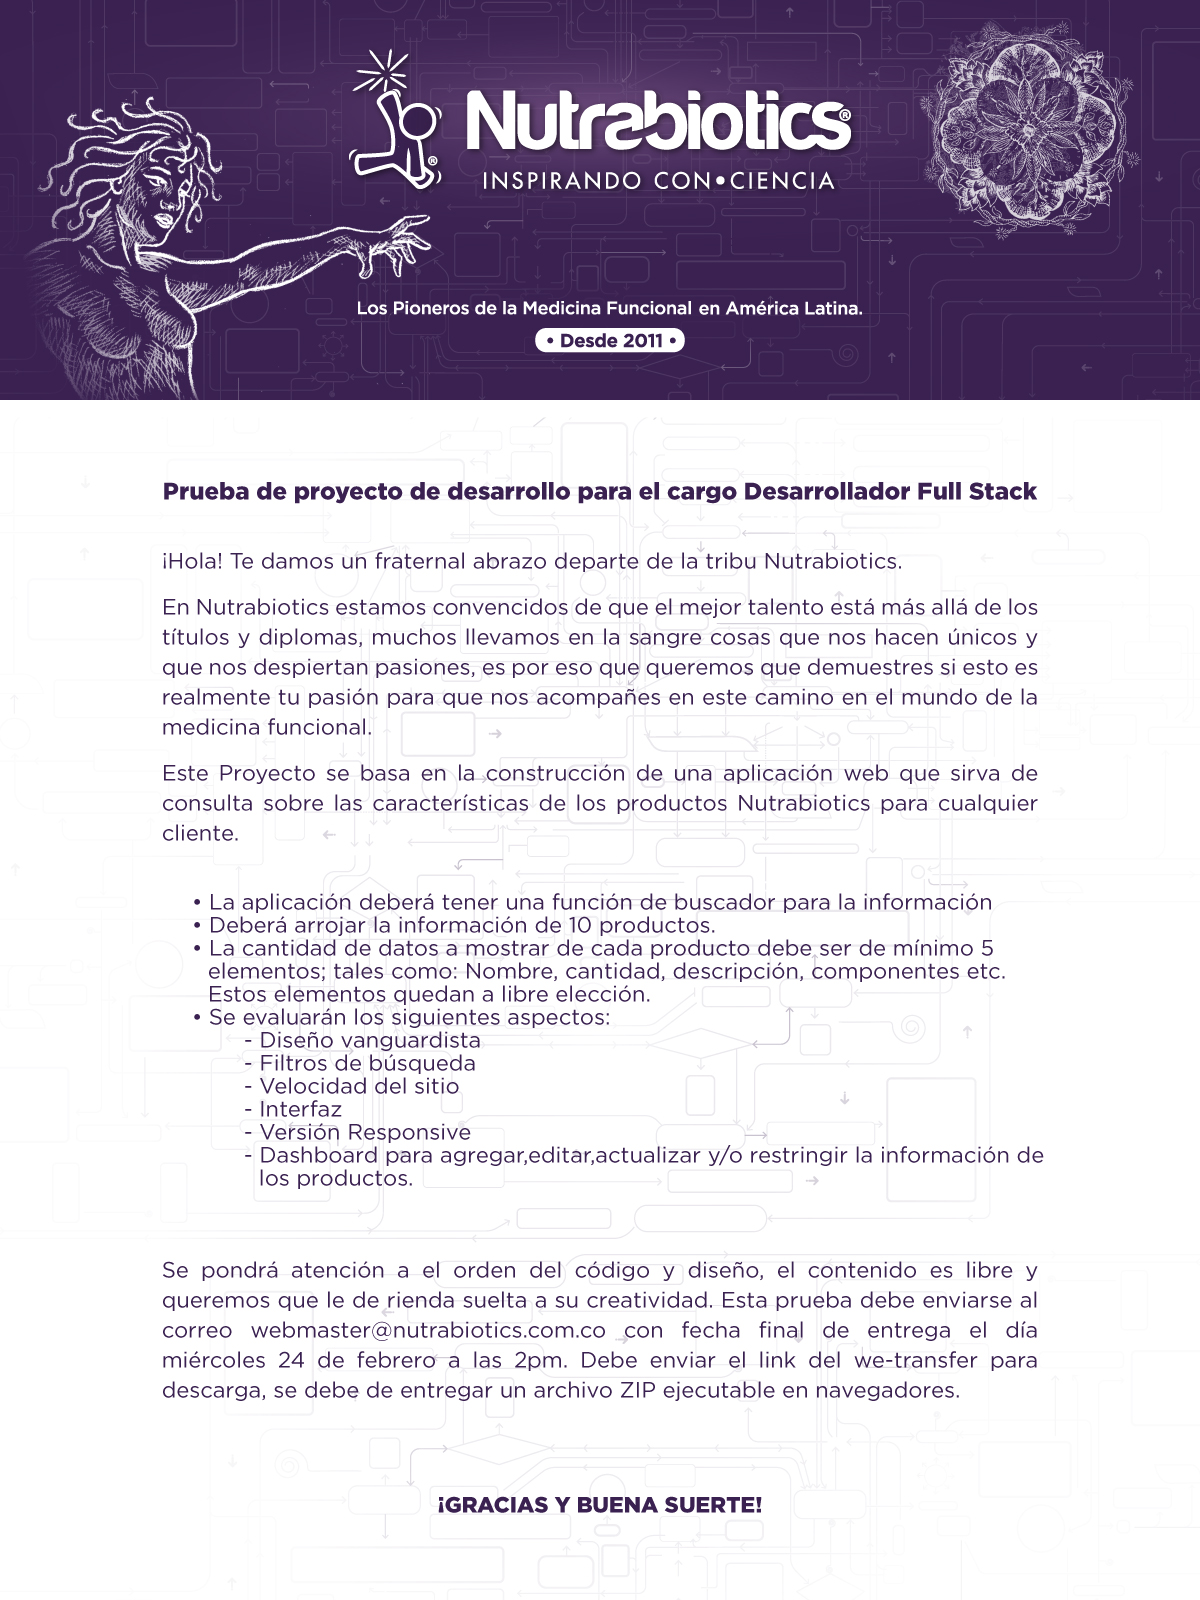 Nutrabiotics®
INSPIRANDO CON•CIENCIA
Los Pioneros de la Medicina Funcional en América Latina.
• Desde 2011 •
Prueba de proyecto de desarrollo para el cargo Desarrollador Full Stack
¡Hola! Te damos un fraternal abrazo departe de la tribu Nutrabiotics.
En Nutrabiotics estamos convencidos de que el mejor talento está más allá de los
títulos y diplomas, muchos llevamos en la sangre cosas que nos hacen únicos y
que nos despiertan pasiones, es por eso que queremos que demuestres si esto es
realmente tu pasión para que nos acompañes en este camino en el mundo de la
medicina funcional.
Este Proyecto se basa en la construcción de una aplicación web que sirva de
consulta sobre las características de los productos Nutrabiotics para cualquier
cliente.
• La aplicación deberá tener una función de buscador para la información
• Deberá arrojar la información de 10 productos.
• La cantidad de datos a mostrar de cada producto debe ser de mínimo 5
elementos; tales como: Nombre, cantidad, descripción, componentes etc.
Estos elementos quedan a libre elección.
• Se evaluarán los siguientes aspectos:
- Diseño vanguardista
- Filtros de búsqueda
- Velocidad del sitio
- Interfaz
- Versión Responsive
- Dashboard para agregar,editar,actualizar y/o restringir la información de
los productos.
Se pondrá atención a el orden del código y diseño, el contenido es libre y
queremos que le de rienda suelta a su creatividad. Esta prueba debe enviarse al
correo webmaster@nutrabiotics.com.co con fecha final de entrega el día
miércoles 24 de febrero a las 2pm. Debe enviar el link del we-transfer para
descarga, se debe de entregar un archivo ZIP ejecutable en navegadores.
¡GRACIAS Y BUENA SUERTE!